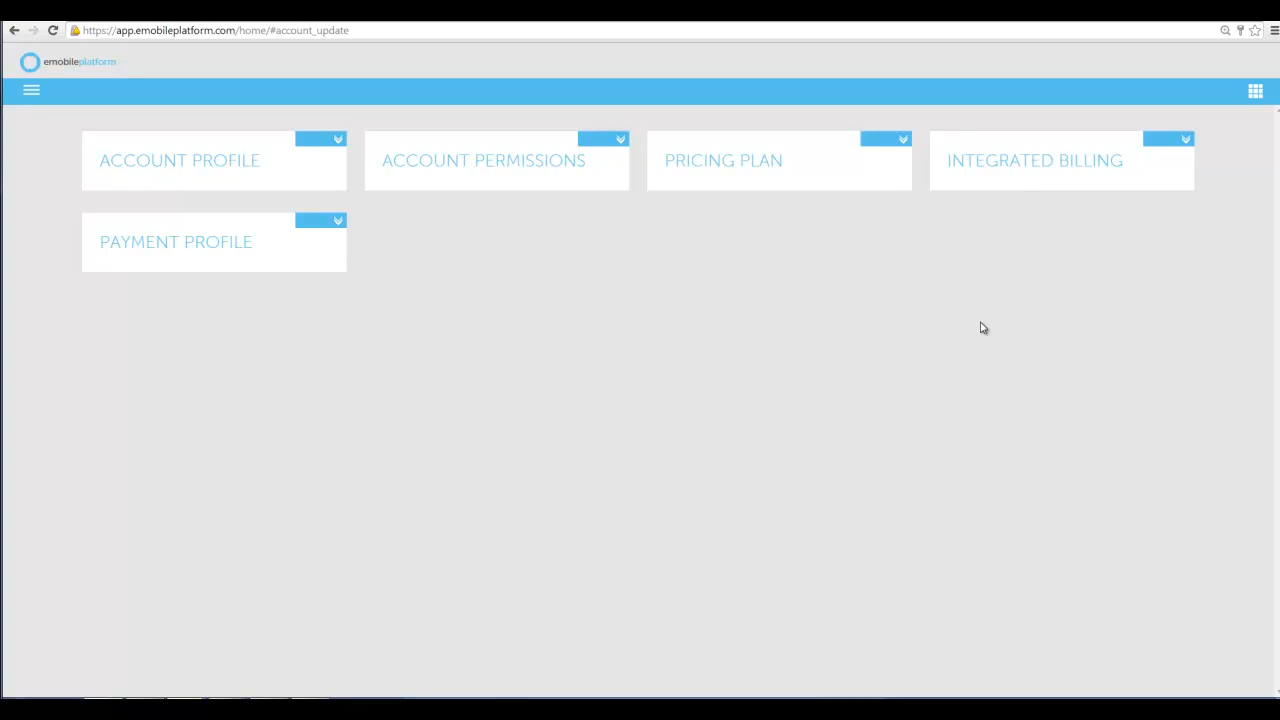 https://app.emobileplatform.com/home/#account_update
emobileplatform
ACCOUNT PROFILE
ACCOUNT PERMISSIONS
PRICING PLAN
INTEGRATED BILLING
PAYMENT PROFILE